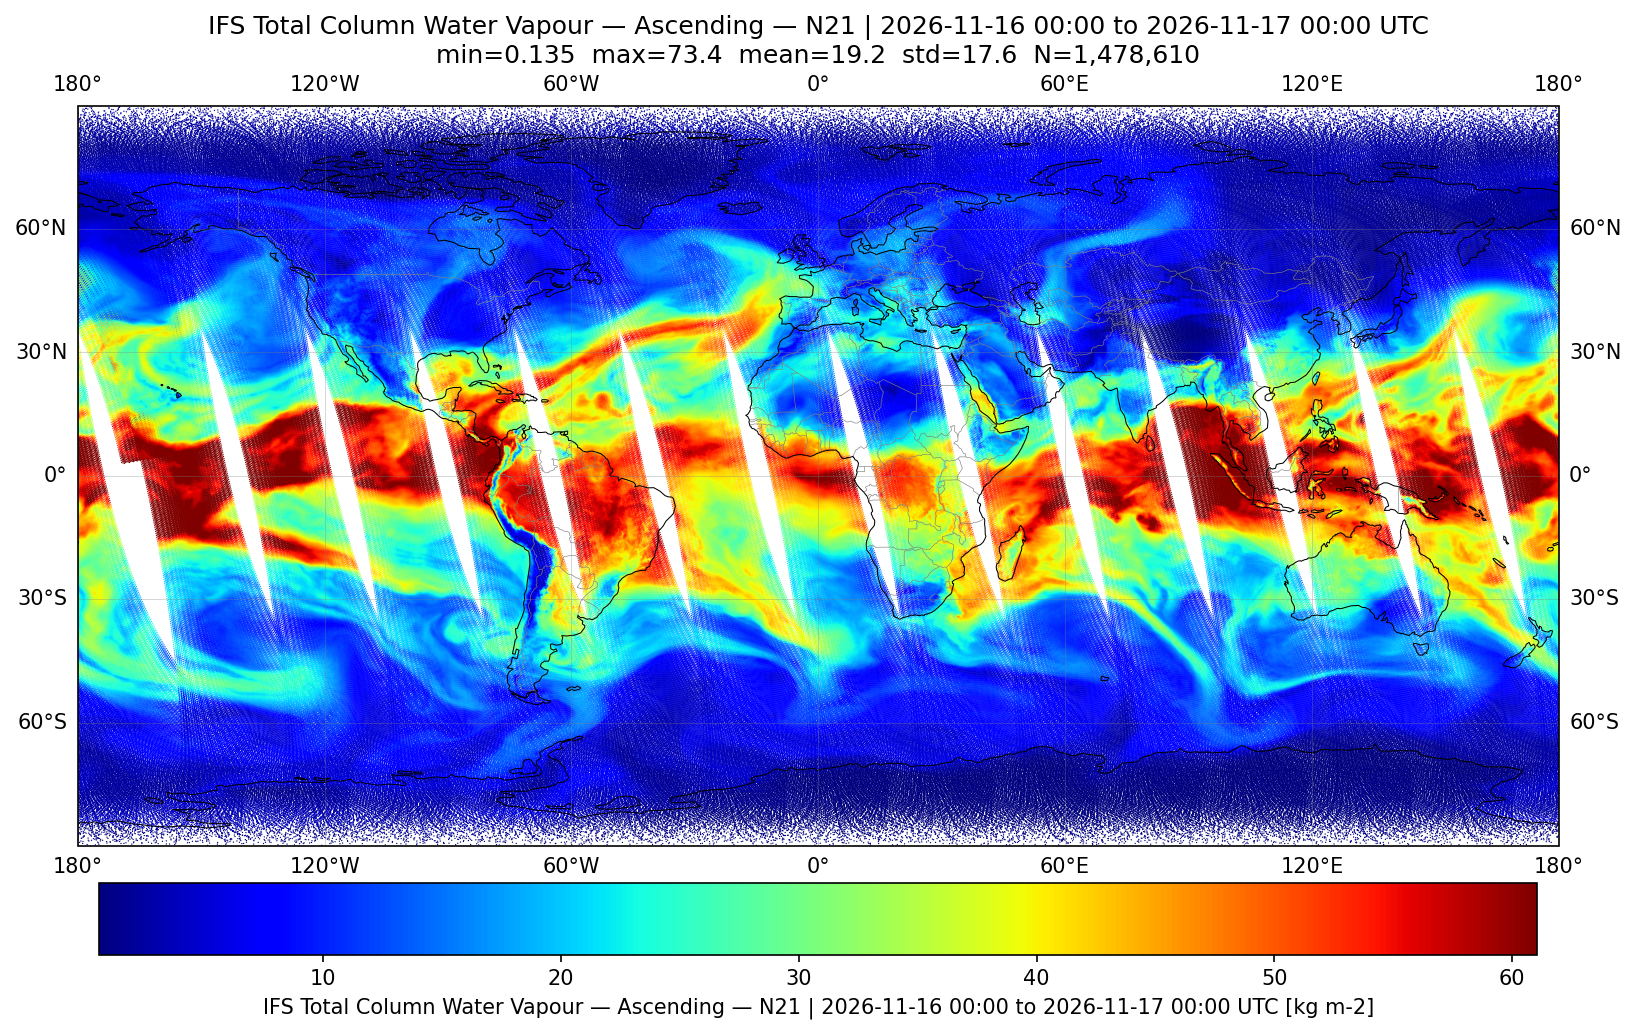 IFS Total Column Water Vapour — Ascending — N21 | 2026-11-16 00:00 to 2026-11-17 00:00 UTC
min=0.135 max=73.4 mean=19.2 std=17.6 N=1,478,610
180° 120°W 60°W 0° 60°E 120°E 180°
60°N 60°N
30°N 30°N
0° 0°
30°S 30°S
60°S 60°S
180° 120°W 60°W 0° 60°E 120°E 180°
10 20 30 40 50 60
IFS Total Column Water Vapour — Ascending — N21 | 2026-11-16 00:00 to 2026-11-17 00:00 UTC [kg m-2]